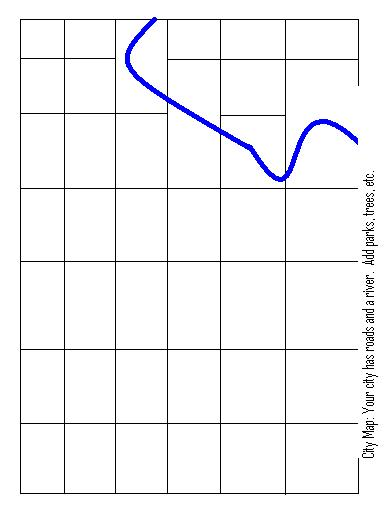 City Map: Your city has roads and a river. Add parks, trees, etc.